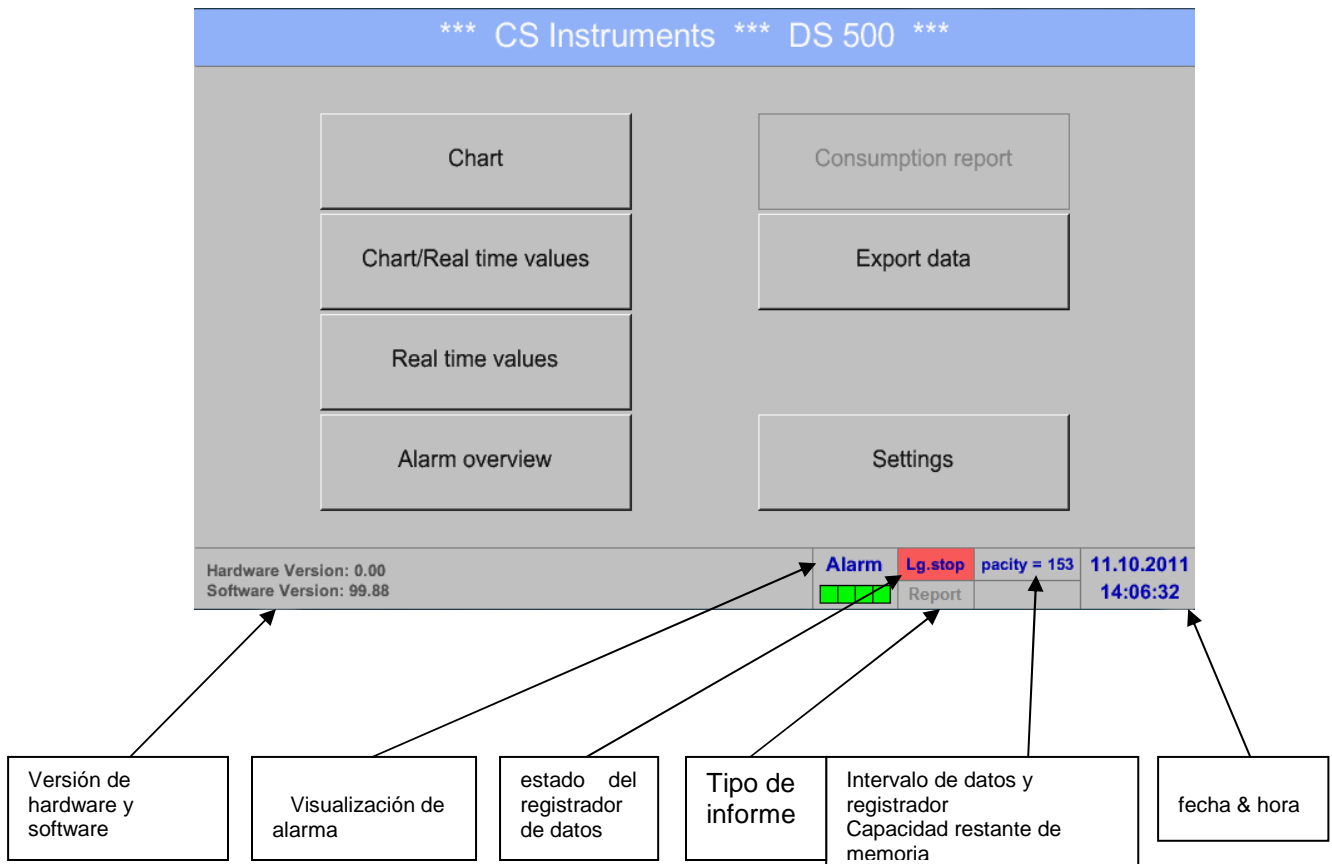 *** CS Instruments *** DS 500 ***
Chart
Consumption report
Chart/Real time values
Export data
Real time values
Alarm overview
Settings
Hardware Version: 0.00
Software Version: 99.88
Alarm
Lg.stop
pacity = 153
11.10.2011
Report
14:06:32
Versión de
hardware y
software
Visualización de
alarma
estado del
registrador
de datos
Tipo de
informe
Intervalo de datos y
registrador
Capacidad restante de
memoria
fecha & hora